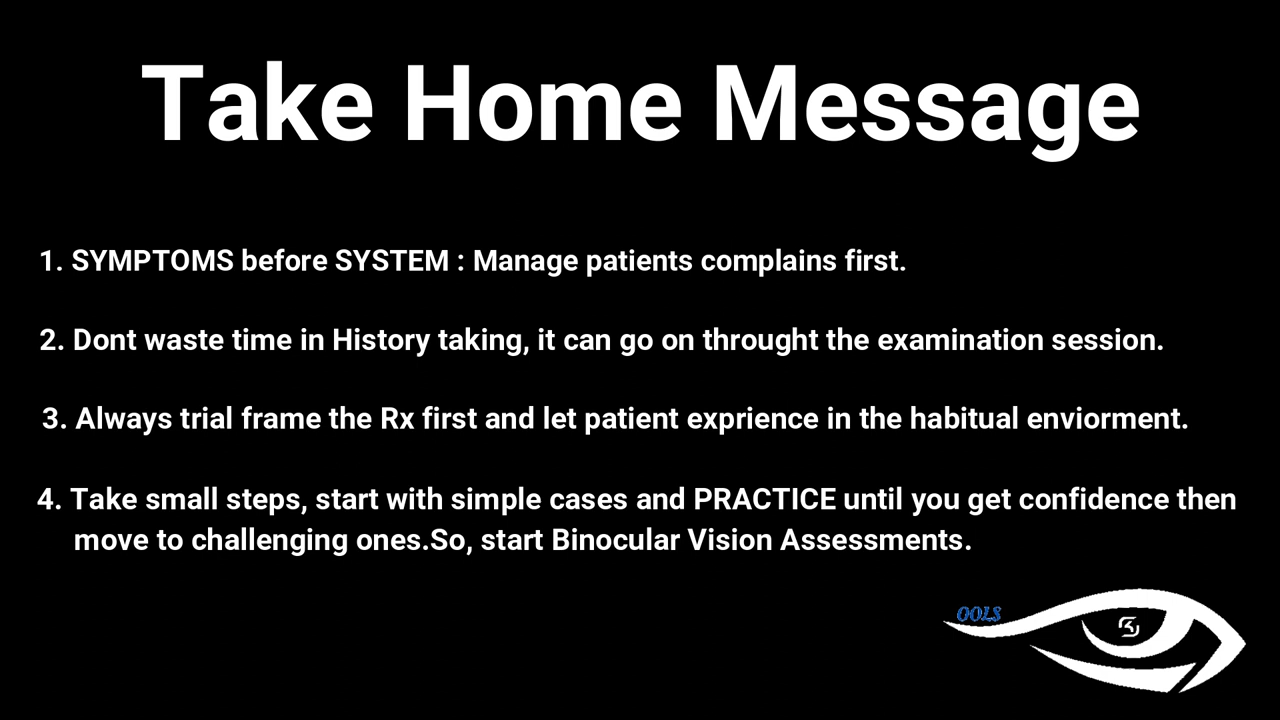 Take Home Message
1. SYMPTOMS before SYSTEM : Manage patients complains first.
2. Dont waste time in History taking, it can go on throught the examination session.
3. Always trial frame the Rx first and let patient exprience in the habitual enviorment.
4. Take small steps, start with simple cases and PRACTICE until you get confidence then
move to challenging ones.So, start Binocular Vision Assessments.
OOLS